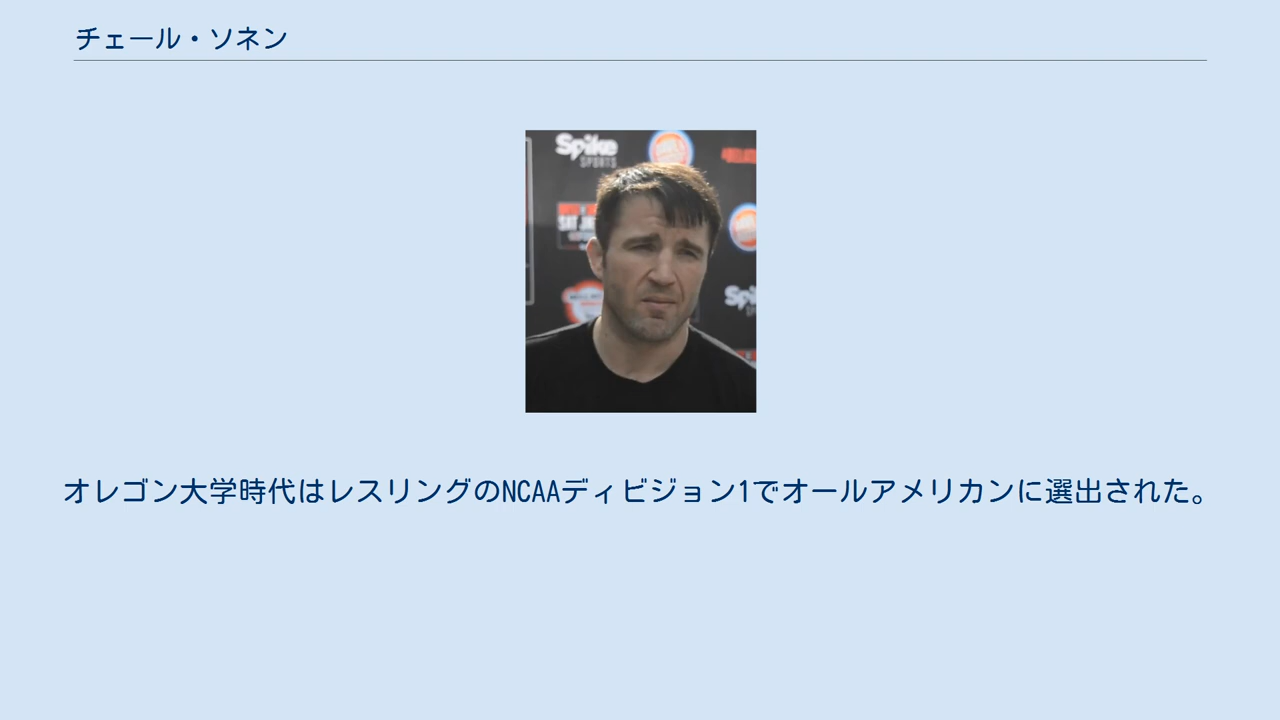 チェール・ソネン
Spike
SPORTS
オレゴン大学時代はレスリングのNCAAディビジョン1でオールアメリカンに選出された。